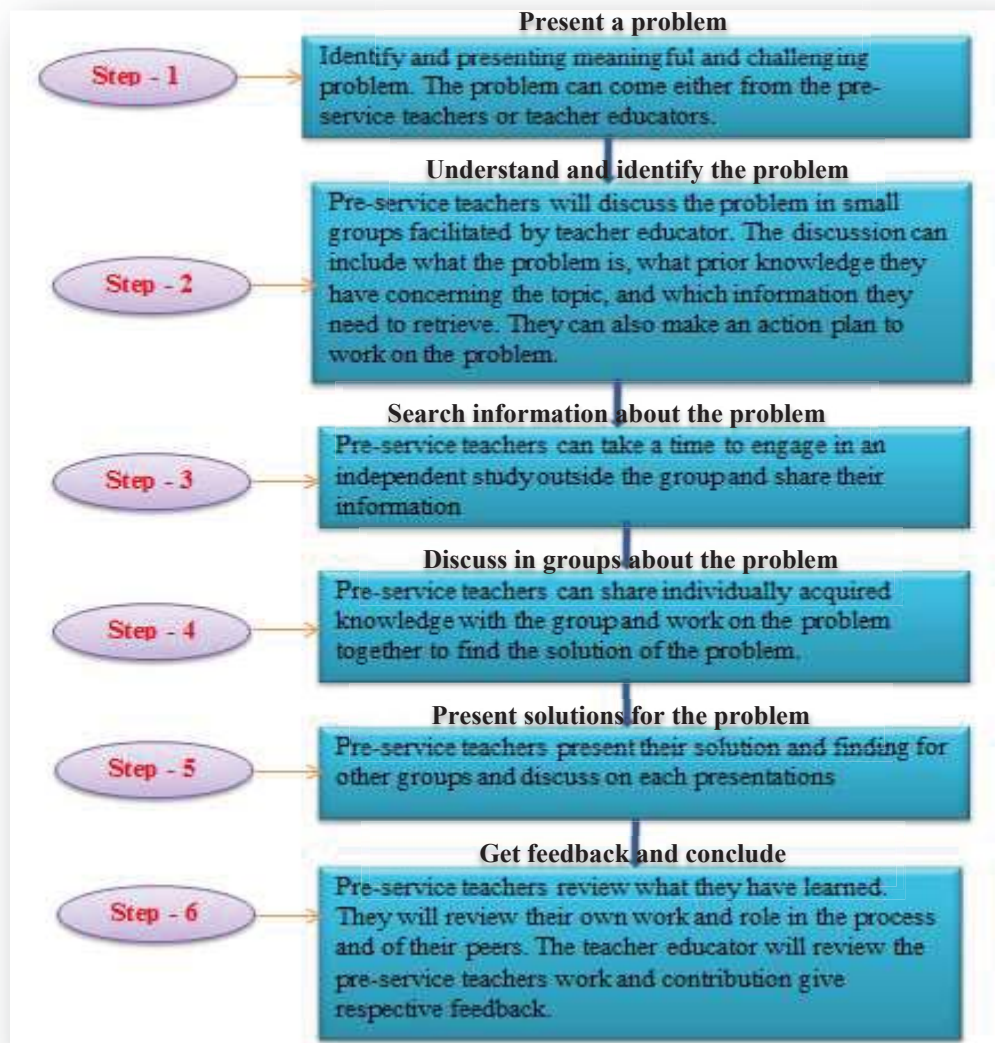 Present a problem
Step - 1
Identify and presenting meaningful and challenging
problem. The problem can come either from the pre-
service teachers or teacher educators.
Understand and identify the problem
Step - 2
Pre-service teachers will discuss the problem in small
groups facilitated by teacher educator. The discussion can
include what the problem is, what prior knowledge they
have concerning the topic, and which information they
need to retrieve. They can also make an action plan to
work on the problem.
Search information about the problem
Step - 3
Pre-service teachers can take a time to engage in an
independent study outside the group and share their
information
Discuss in groups about the problem
Step - 4
Pre-service teachers can share individually acquired
knowledge with the group and work on the problem
together to find the solution of the problem.
Present solutions for the problem
Step - 5
Pre-service teachers present their solution and finding for
other groups and discuss on each presentations
Get feedback and conclude
Step - 6
Pre-service teachers review what they have learned.
They will review their own work and role in the process
and of their peers. The teacher educator will review the
pre-service teachers work and contribution give
respective feedback.